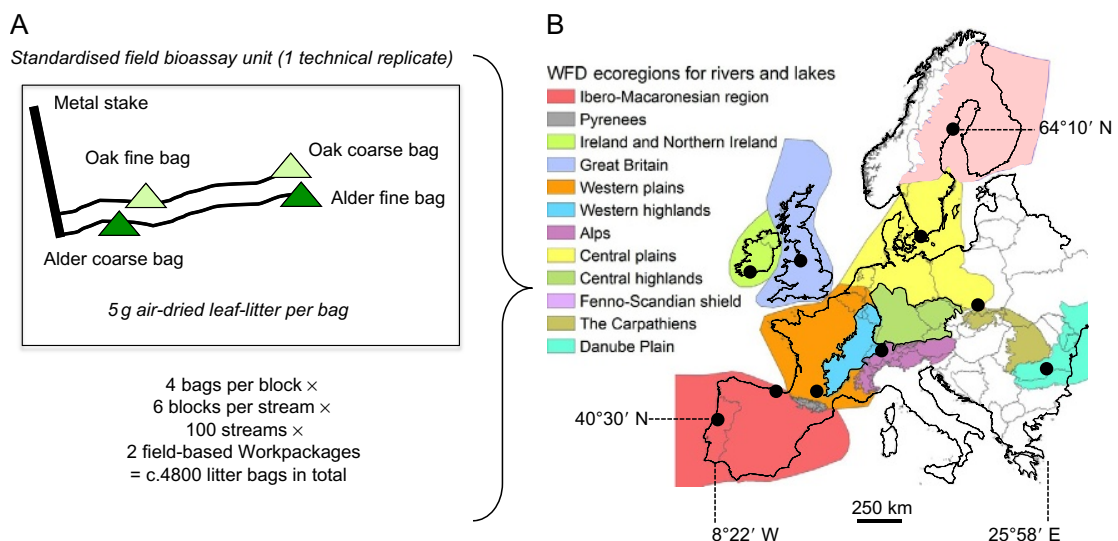 A
Standardised field bioassay unit (1 technical replicate)
Metal stake
Oak fine bag
Oak coarse bag
Alder fine bag
Alder coarse bag
5 g air-dried leaf-litter per bag
4 bags per block ×
6 blocks per stream ×
100 streams ×
2 field-based Workpackages
= c.4800 litter bags in total
B
WFD ecoregions for rivers and lakes
Ibero-Macaronesian region
Pyrenees
Ireland and Northern Ireland
Great Britain
Western plains
Western highlands
Alps
Central plains
Central highlands
Fenno-Scandian shield
The Carpathiens
Danube Plain
64°10′ N
40°30′ N
250 km
8°22′ W
25°58′ E